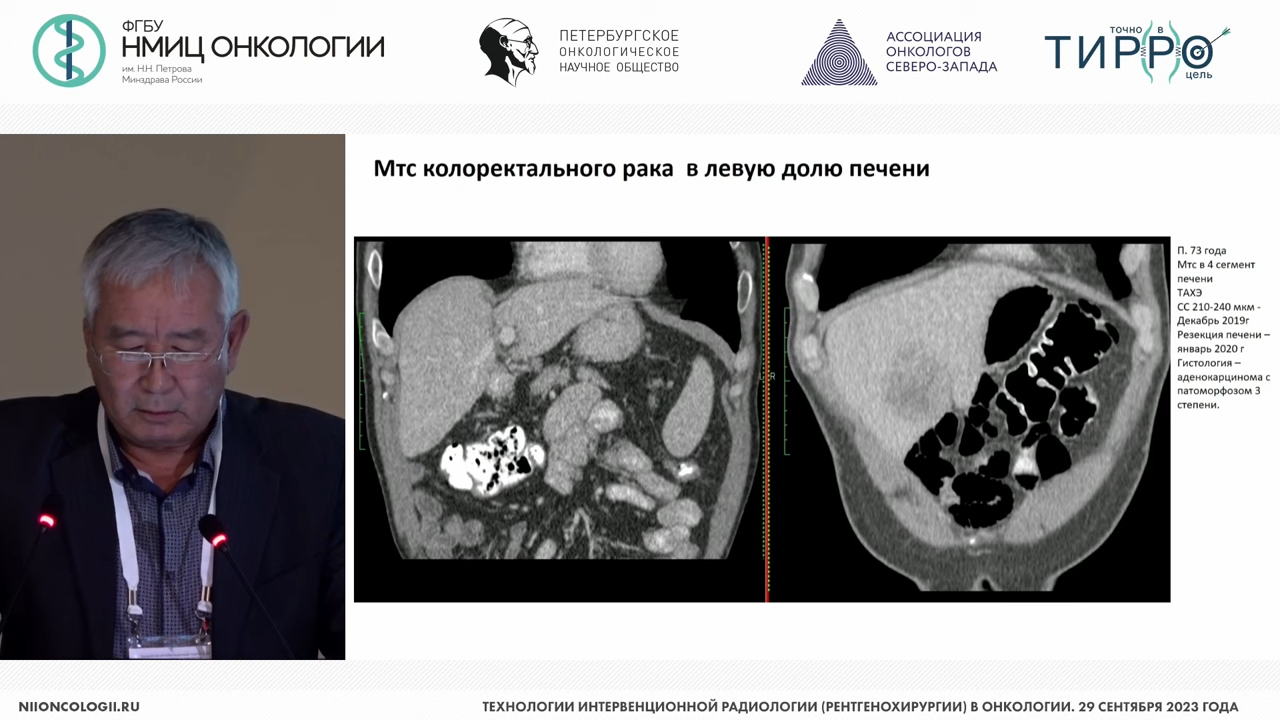 ФГБУ
НМИЦ ОНКОЛОГИИ
им. Н.Н. Петрова
Минздрава России
ПЕТЕРБУРГСКОЕ
ОНКОЛОГИЧЕСКОЕ
НАУЧНОЕ ОБЩЕСТВО
АССОЦИАЦИЯ
ОНКОЛОГОВ
СЕВЕРО-ЗАПАДА
точно в
ТИРРО
цель
Мтс колоректального рака в левую долю печени
П. 73 года
Мтс в 4 сегмент
печени
ТАХЭ
СС 210-240 мкм -
Декабрь 2019г
Резекция печени –
январь 2020 г
Гистология –
аденокарцинома с
патоморфозом 3
степени.
R
NIIONCOLOGII.RU
ТЕХНОЛОГИИ ИНТЕРВЕНЦИОННОЙ РАДИОЛОГИИ (РЕНТГЕНОХИРУРГИИ) В ОНКОЛОГИИ. 29 СЕНТЯБРЯ 2023 ГОДА